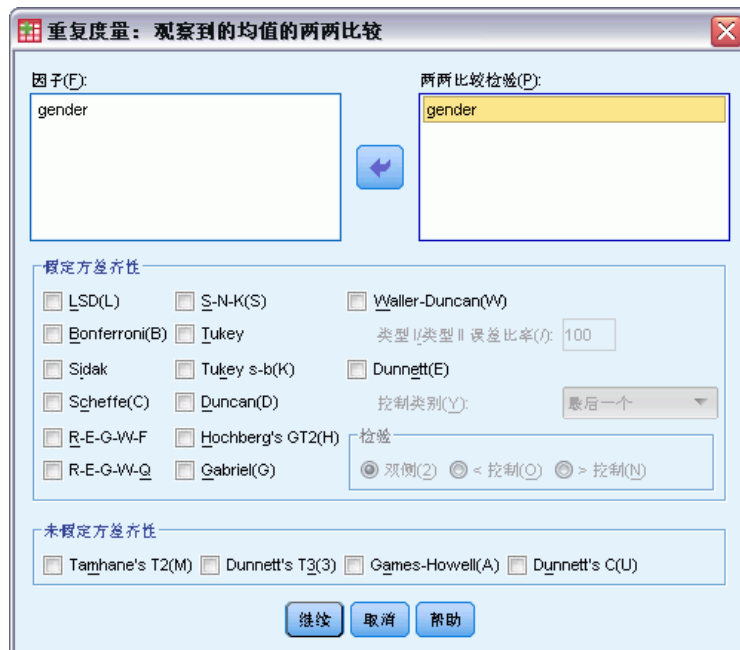 重复度量：观察到的均值的两两比较
因子(F):
gender
两两比较检验(P):
gender
假定方差齐性
LSD(L)
S-N-K(S)
Waller-Duncan(W)
Bonferroni(B)
Tukey
类型 I/类型 II 误差比率(/):
100
Sidak
Tukey s-b(K)
Dunnett(E)
Scheffe(C)
Duncan(D)
控制类别(Y):
最后一个
R-E-G-W-F
Hochberg's GT2(H)
检验
R-E-G-W-Q
Gabriel(G)
双侧(2)
< 控制(O)
> 控制(N)
未假定方差齐性
Tamhane's T2(M)
Dunnett's T3(3)
Games-Howell(A)
Dunnett's C(U)
继续
取消
帮助